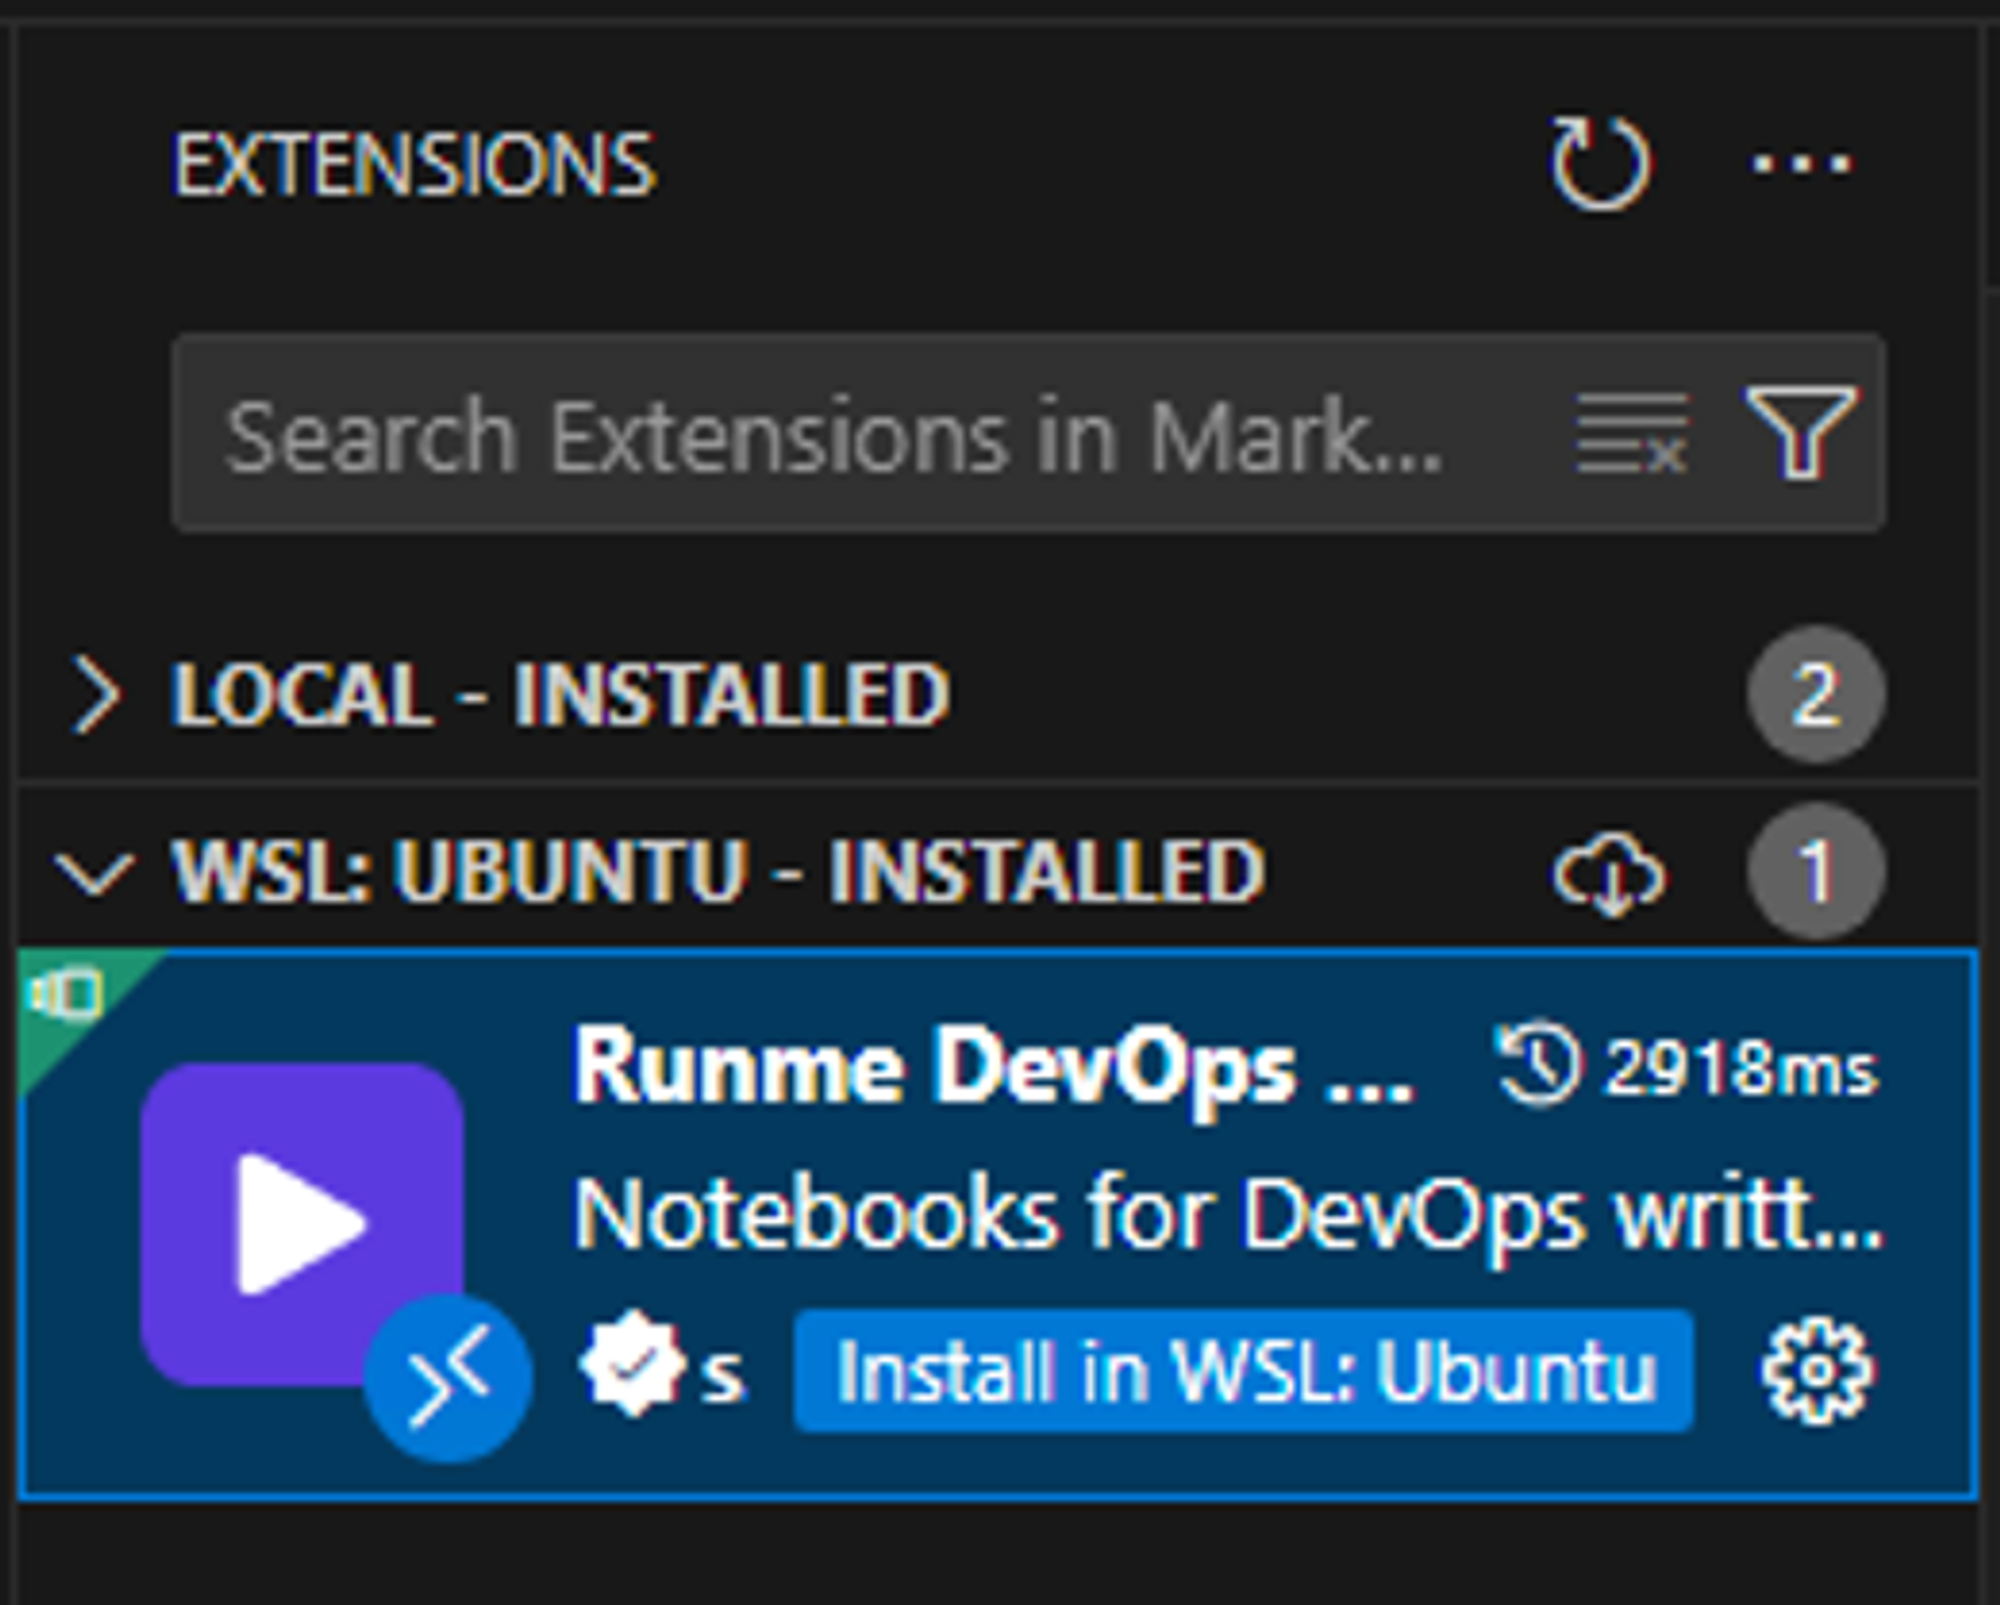 EXTENSIONS
Search Extensions in Mark...
LOCAL - INSTALLED 2
WSL: UBUNTU - INSTALLED 1
Runme DevOps ... 2918ms
Notebooks for DevOps writt...
s Install in WSL: Ubuntu